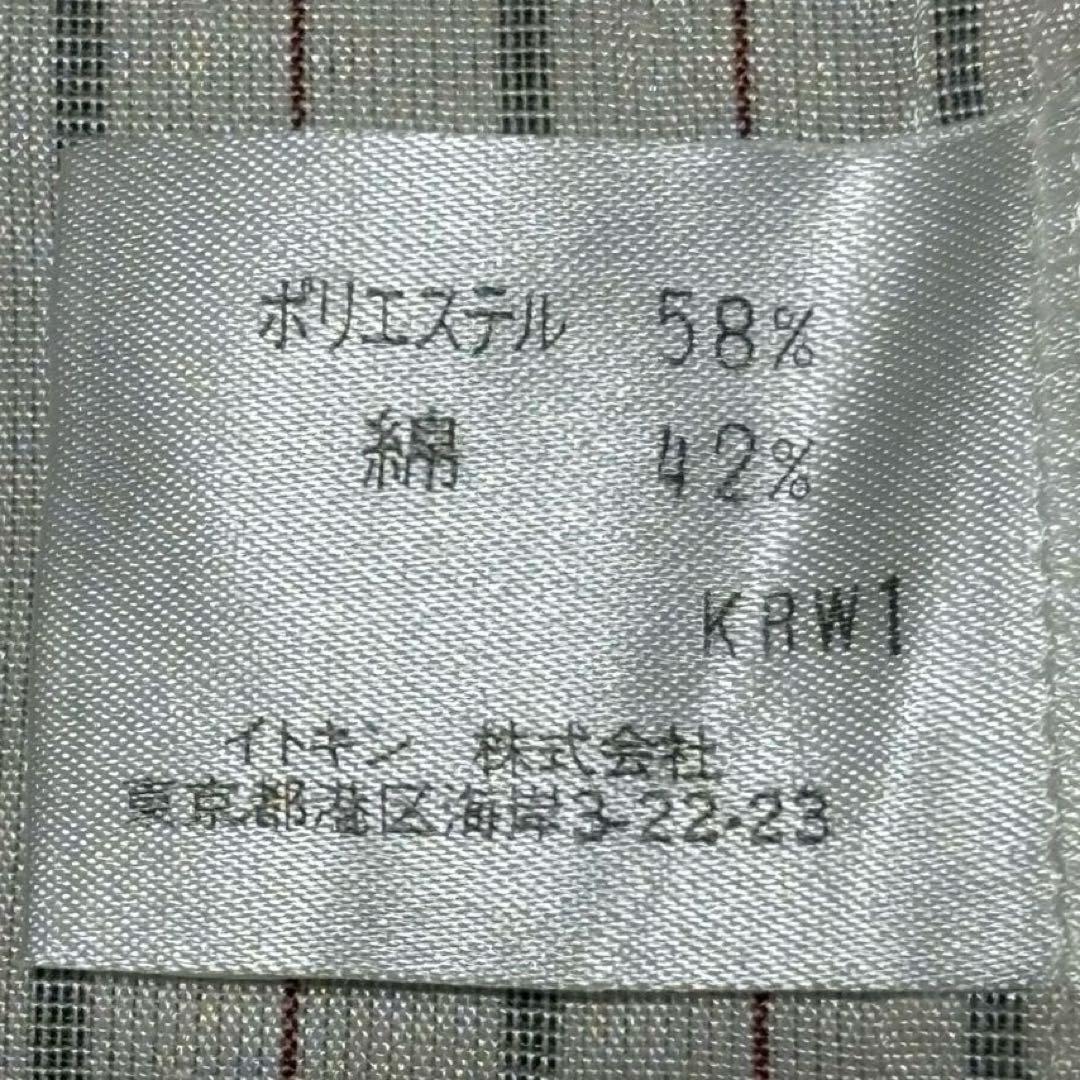 ポリエステル 58%
綿 42%
KRW1
イトキン 株式会社
東京都港区海岸3-22-23